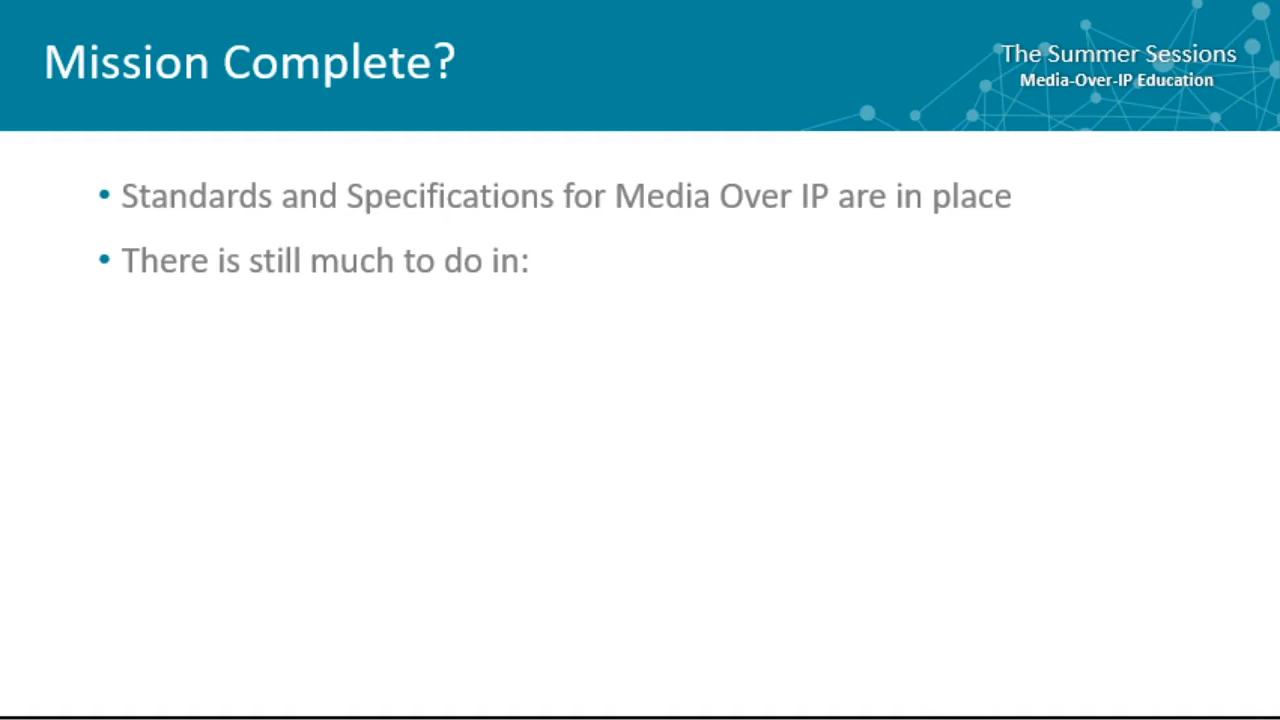 Mission Complete?
The Summer Sessions
Media-Over-IP Education
• Standards and Specifications for Media Over IP are in place
• There is still much to do in: